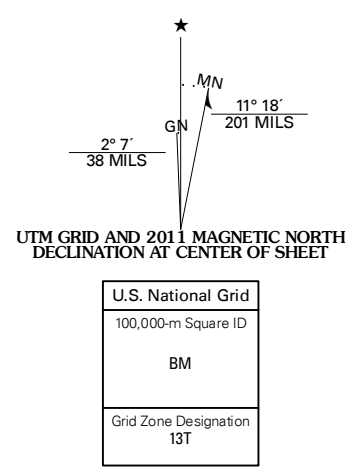 ★
MN
GN
11° 18´
201 MILS
2° 7´
38 MILS
UTM GRID AND 2011 MAGNETIC NORTH
DECLINATION AT CENTER OF SHEET
U.S. National Grid
100,000-m Square ID
BM
Grid Zone Designation
13T